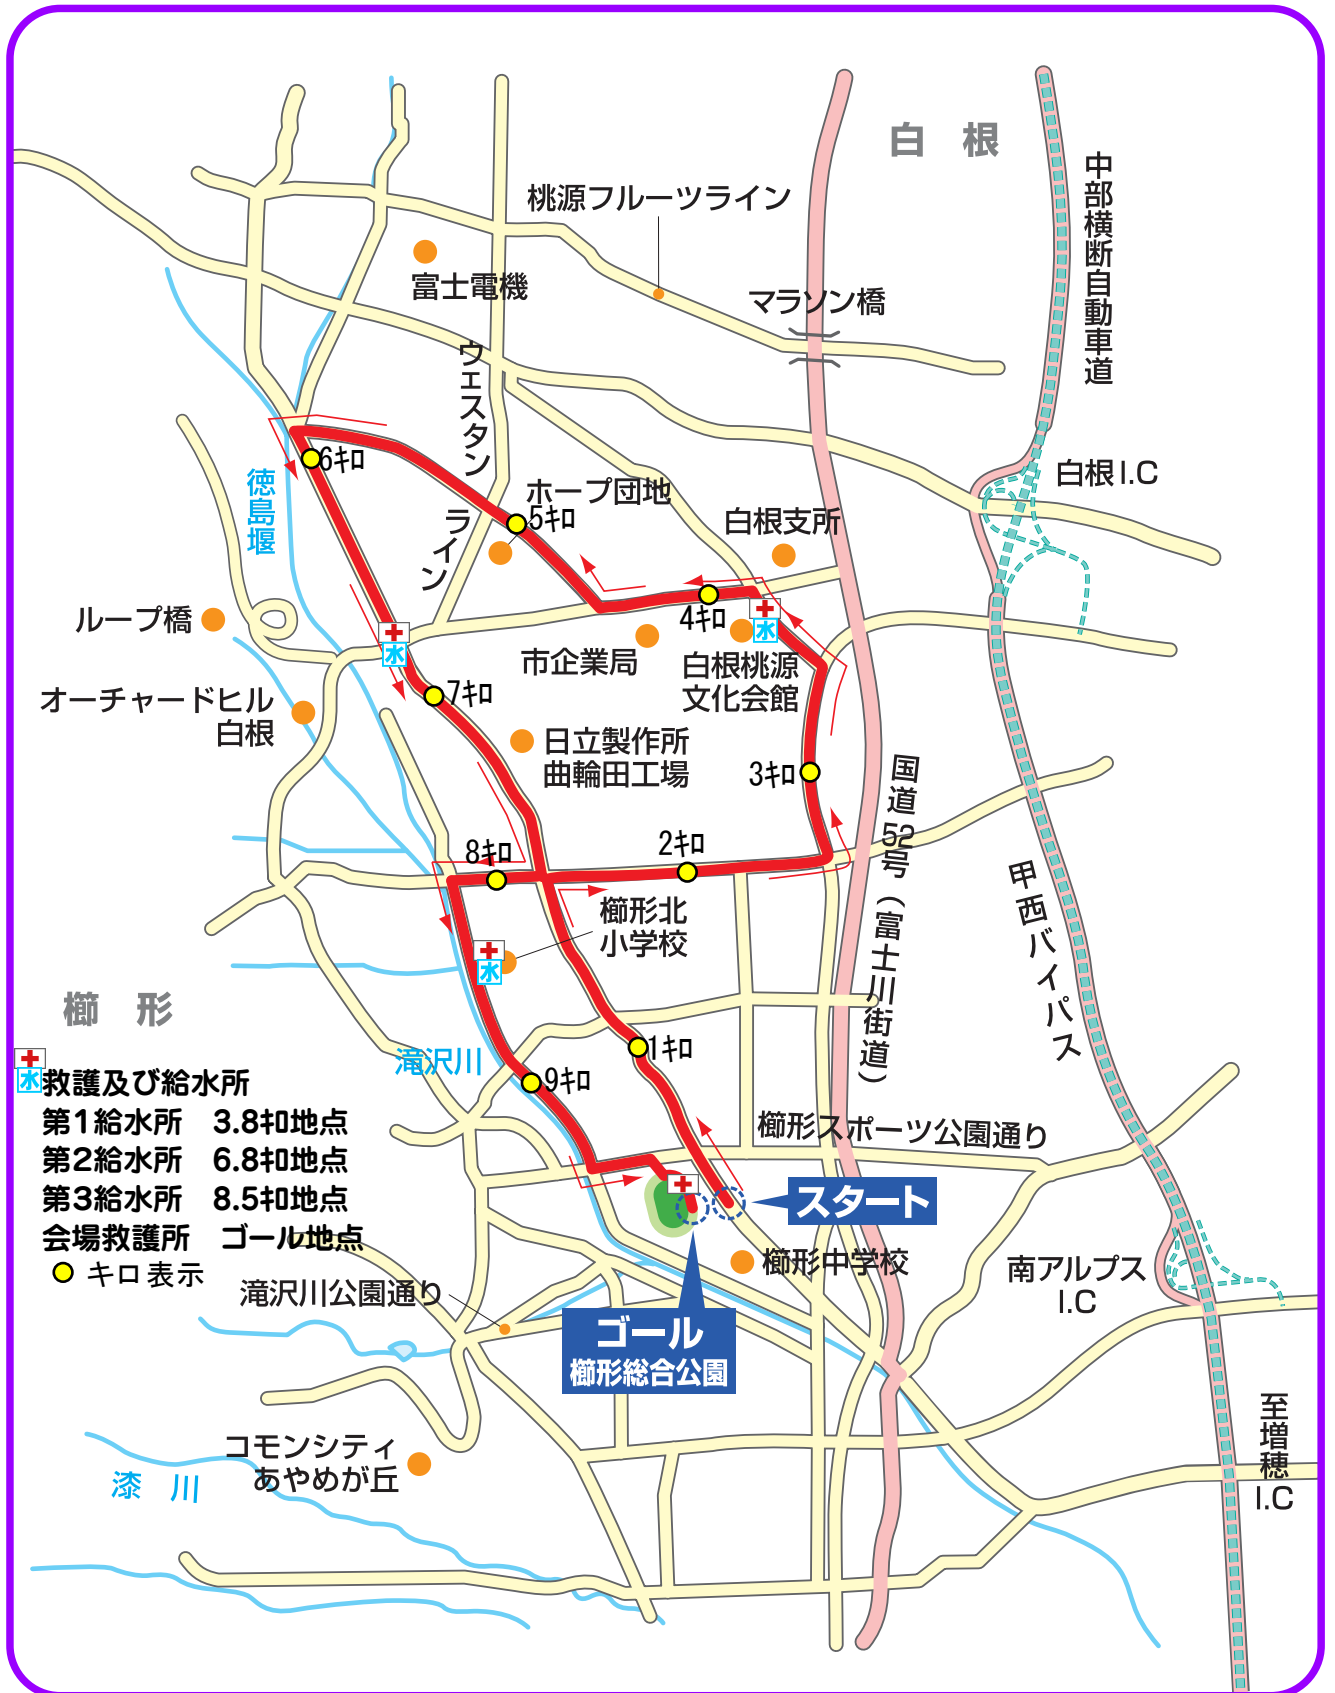 白　根
中部横断自動車道
桃源フルーツライン
富士電機
マラソン橋
ウェスタン
ライン
白根I.C
6ｷﾛ
徳島堰
ホープ団地
5ｷﾛ
白根支所
ループ橋
4ｷﾛ
水
水
市企業局
白根桃源
文化会館
オーチャードヒル
白根
7ｷﾛ
日立製作所
曲輪田工場
3ｷﾛ
国道52号（富士川街道）
8ｷﾛ
2ｷﾛ
甲西バイパス
櫛形北
小学校
水
櫛　形
滝沢川
1ｷﾛ
9ｷﾛ
水
救護及び給水所
第1給水所　3.8ｷﾛ地点
第2給水所　6.8ｷﾛ地点
第3給水所　8.5ｷﾛ地点
会場救護所　ゴール地点
キロ表示
櫛形スポーツ公園通り
スタート
櫛形中学校
南アルプス
I.C
滝沢川公園通り
ゴール
櫛形総合公園
至増穂
I.C
コモンシティ
あやめが丘
漆　川